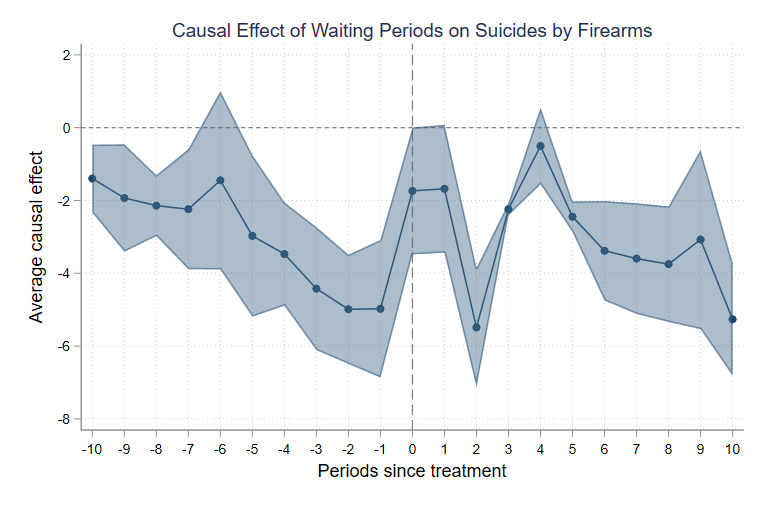 Causal Effect of Waiting Periods on Suicides by Firearms
2
0
-2
-4
-6
-8
Average causal effect
-10 -9 -8 -7 -6 -5 -4 -3 -2 -1 0 1 2 3 4 5 6 7 8 9 10
Periods since treatment